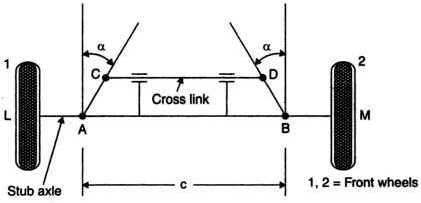 α α
1 2
C D
Cross link
L M
A B
Stub axle
c
1, 2 = Front wheels